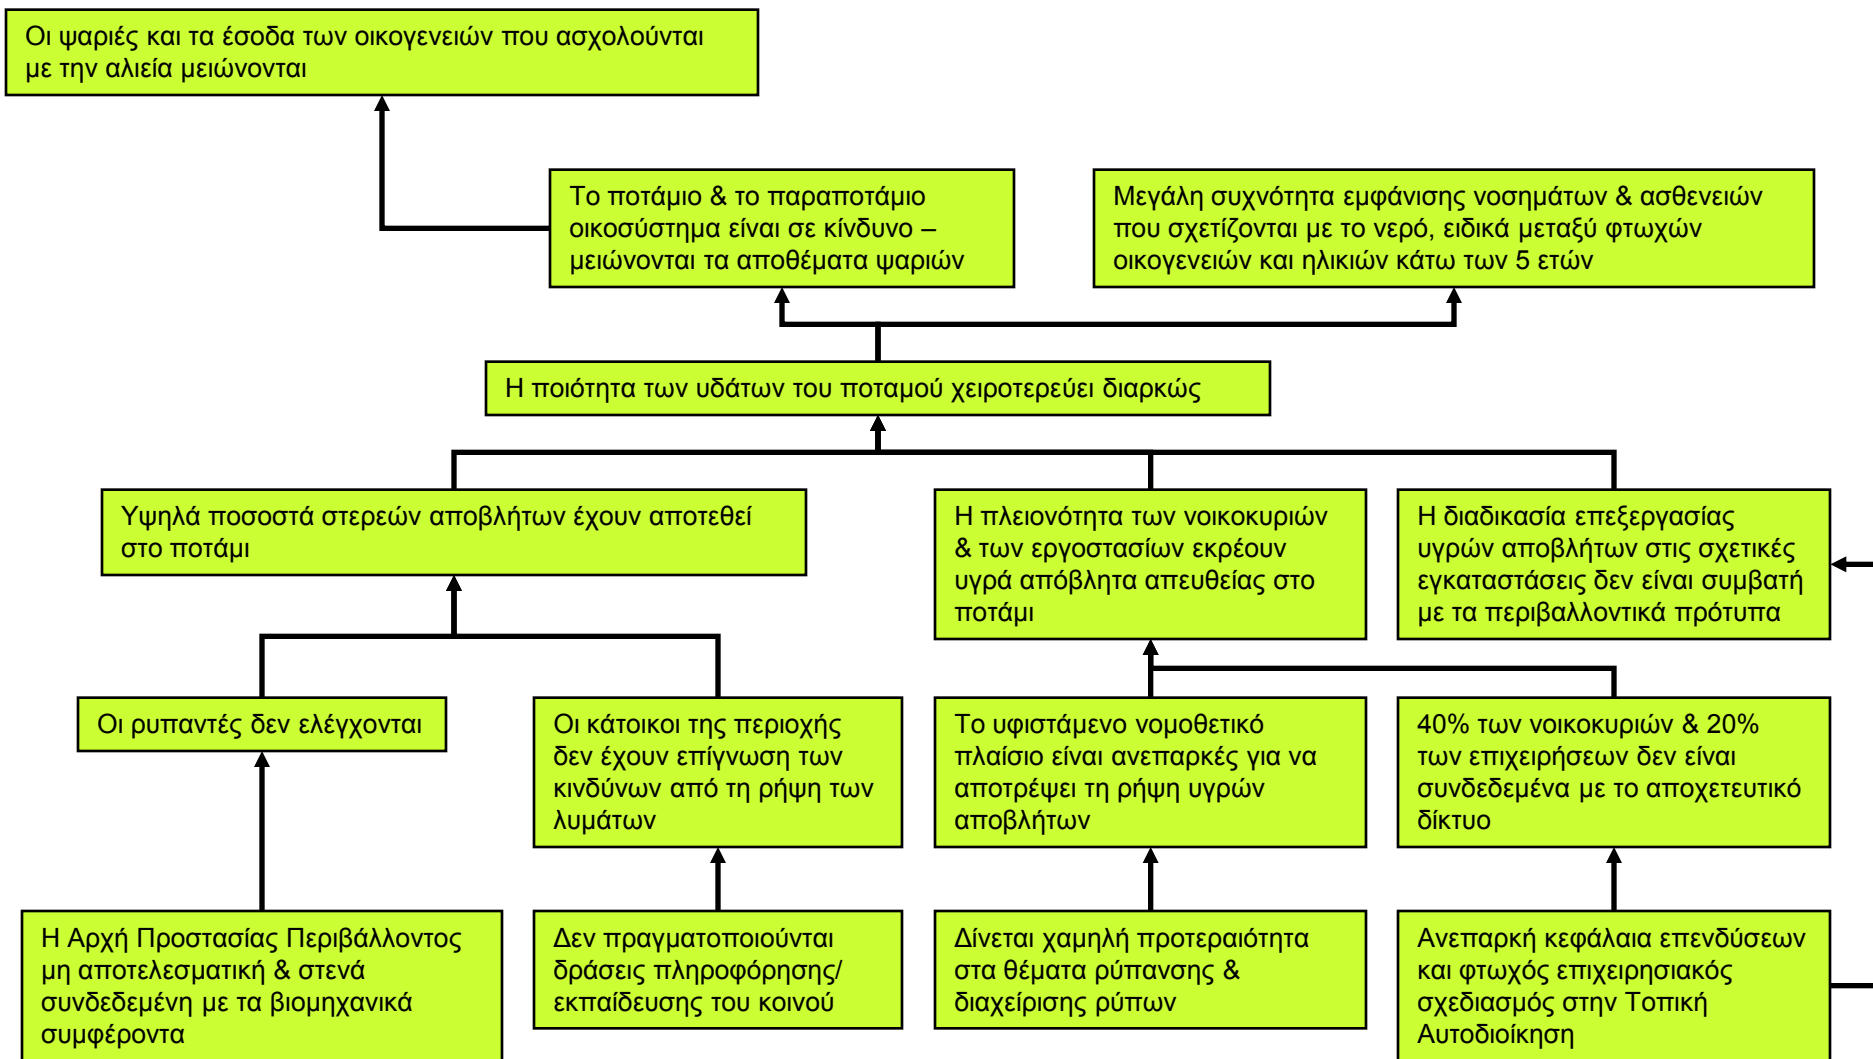 Οι ψαριές και τα έσοδα των οικογενειών που ασχολούνται
με την αλιεία μειώνονται
Το ποτάμιο & το παραποτάμιο
οικοσύστημα είναι σε κίνδυνο –
μειώνονται τα αποθέματα ψαριών
Μεγάλη συχνότητα εμφάνισης νοσημάτων & ασθενειών
που σχετίζονται με το νερό, ειδικά μεταξύ φτωχών
οικογενειών και ηλικιών κάτω των 5 ετών
Η ποιότητα των υδάτων του ποταμού χειροτερεύει διαρκώς
Υψηλά ποσοστά στερεών αποβλήτων έχουν αποτεθεί
στο ποτάμι
Η πλειονότητα των νοικοκυριών
& των εργοστασίων εκρέουν
υγρά απόβλητα απευθείας στο
ποτάμι
Η διαδικασία επεξεργασίας
υγρών αποβλήτων στις σχετικές
εγκαταστάσεις δεν είναι συμβατή
με τα περιβαλλοντικά πρότυπα
Οι ρυπαντές δεν ελέγχονται
Οι κάτοικοι της περιοχής
δεν έχουν επίγνωση των
κινδύνων από τη ρήψη των
λυμάτων
Το υφιστάμενο νομοθετικό
πλαίσιο είναι ανεπαρκές για να
αποτρέψει τη ρήψη υγρών
αποβλήτων
40% των νοικοκυριών & 20%
των επιχειρήσεων δεν είναι
συνδεδεμένα με το αποχετευτικό
δίκτυο
Η Αρχή Προστασίας Περιβάλλοντος
μη αποτελεσματική & στενά
συνδεδεμένη με τα βιομηχανικά
συμφέροντα
Δεν πραγματοποιούνται
δράσεις πληροφόρησης/
εκπαίδευσης του κοινού
Δίνεται χαμηλή προτεραιότητα
στα θέματα ρύπανσης &
διαχείρισης ρύπων
Ανεπαρκή κεφάλαια επενδύσεων
και φτωχός επιχειρησιακός
σχεδιασμός στην Τοπική
Αυτοδιοίκηση